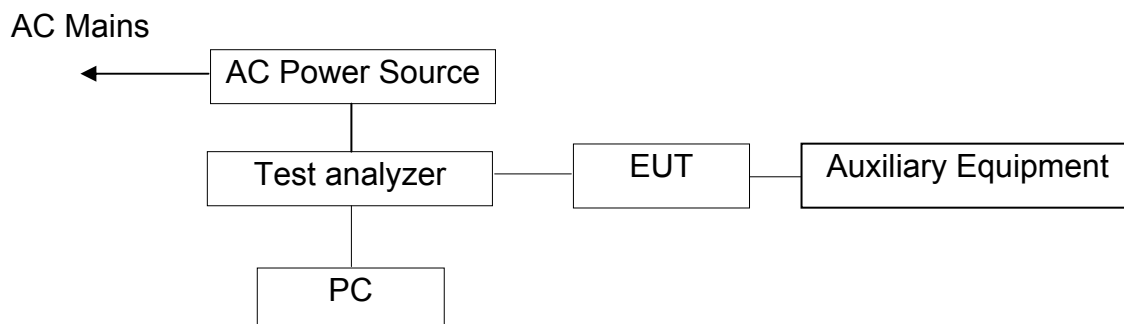 AC Mains
AC Power Source
Test analyzer
EUT
Auxiliary Equipment
PC